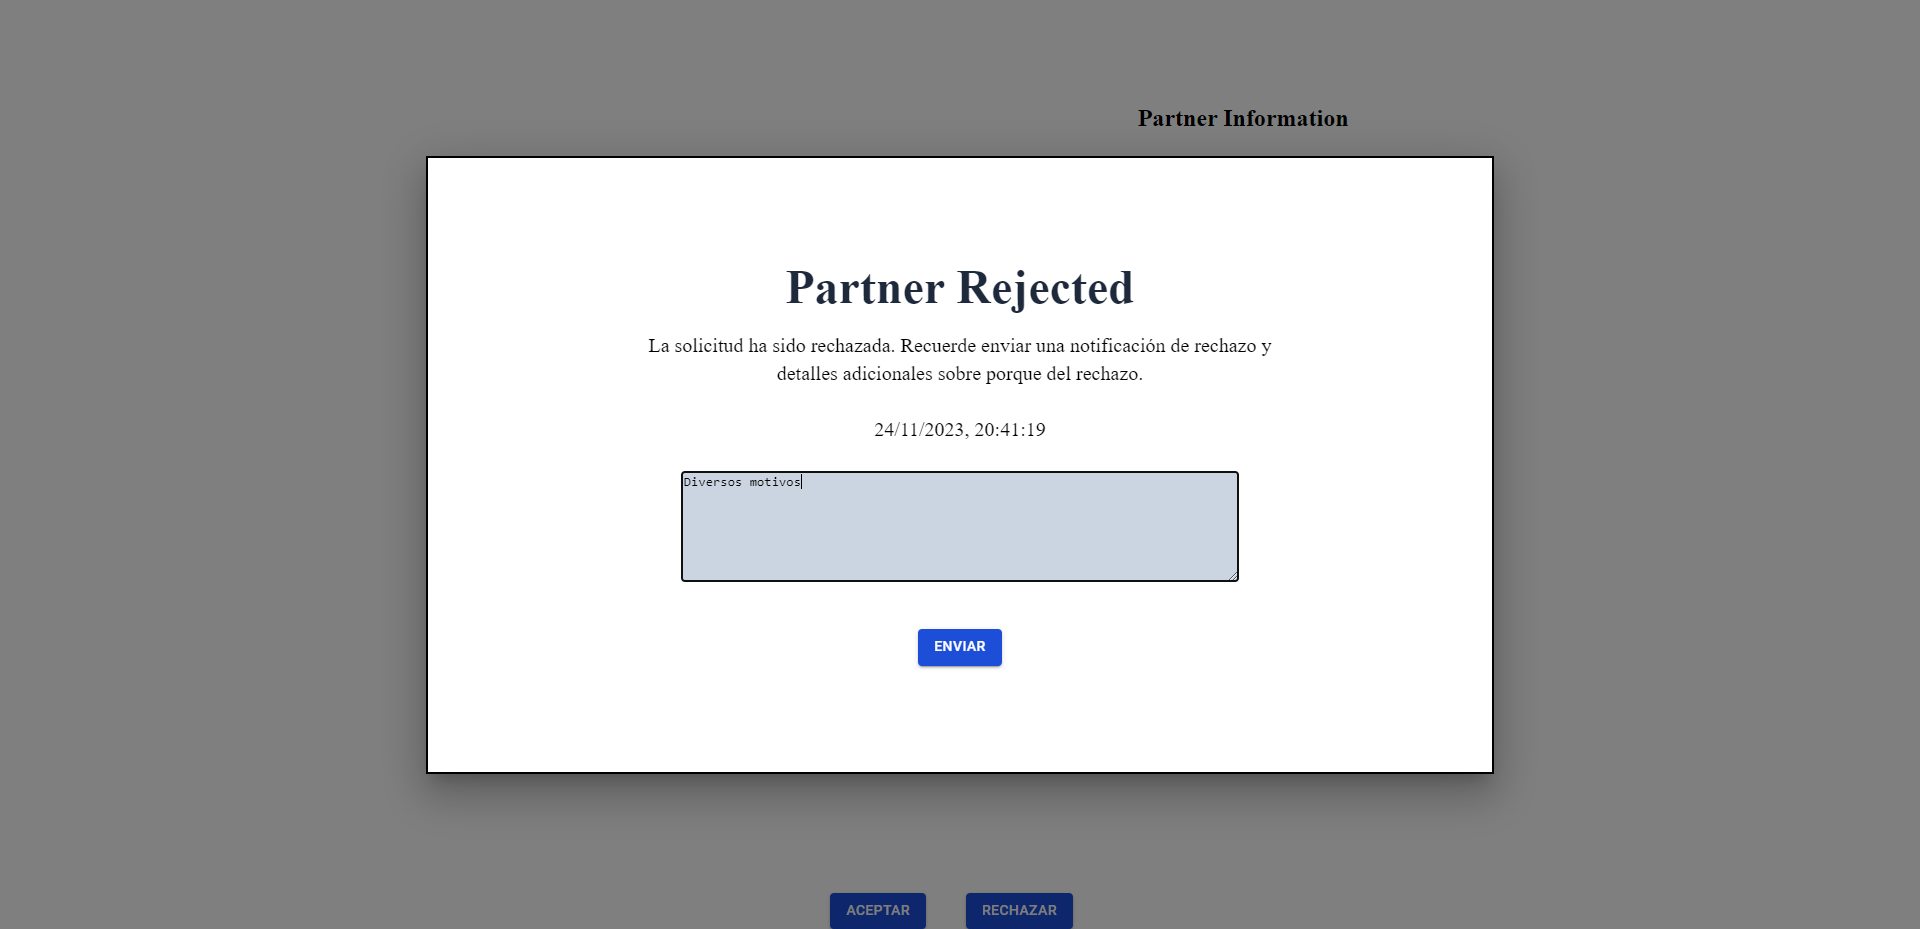 Partner Information
Partner Rejected
La solicitud ha sido rechazada. Recuerde enviar una notificación de rechazo y
detalles adicionales sobre porque del rechazo.
24/11/2023, 20:41:19
Diversos motivos
ENVIAR
ACEPTAR
RECHAZAR